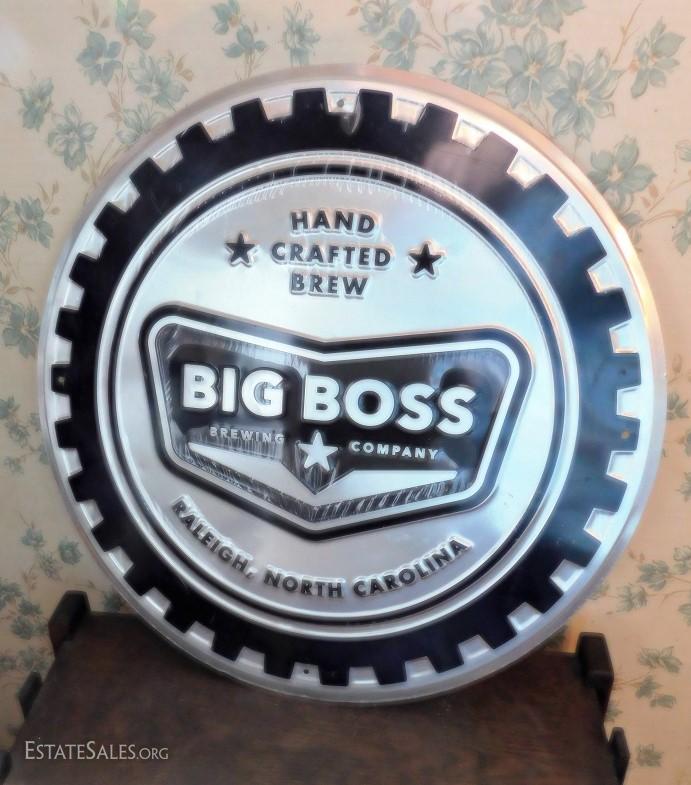 HAND
CRAFTED
BREW
BIG BOSS
BREWING COMPANY
RALEIGH, NORTH CAROLINA
ESTATESALES.ORG